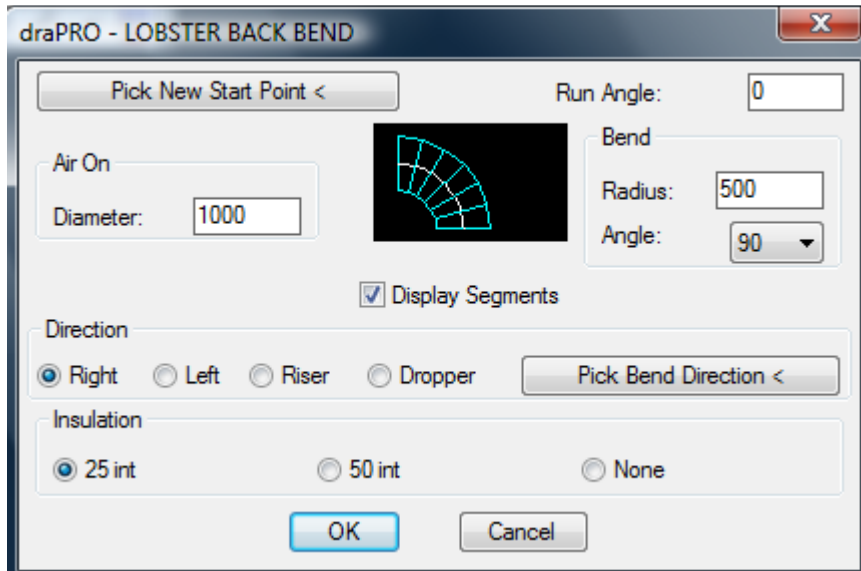 draPRO - LOBSTER BACK BEND
Pick New Start Point <
Run Angle: 0
Air On
Diameter: 1000
Bend
Radius: 500
Angle: 90
Display Segments
Direction
Right Left Riser Dropper Pick Bend Direction <
Insulation
25 int 50 int None
OK Cancel